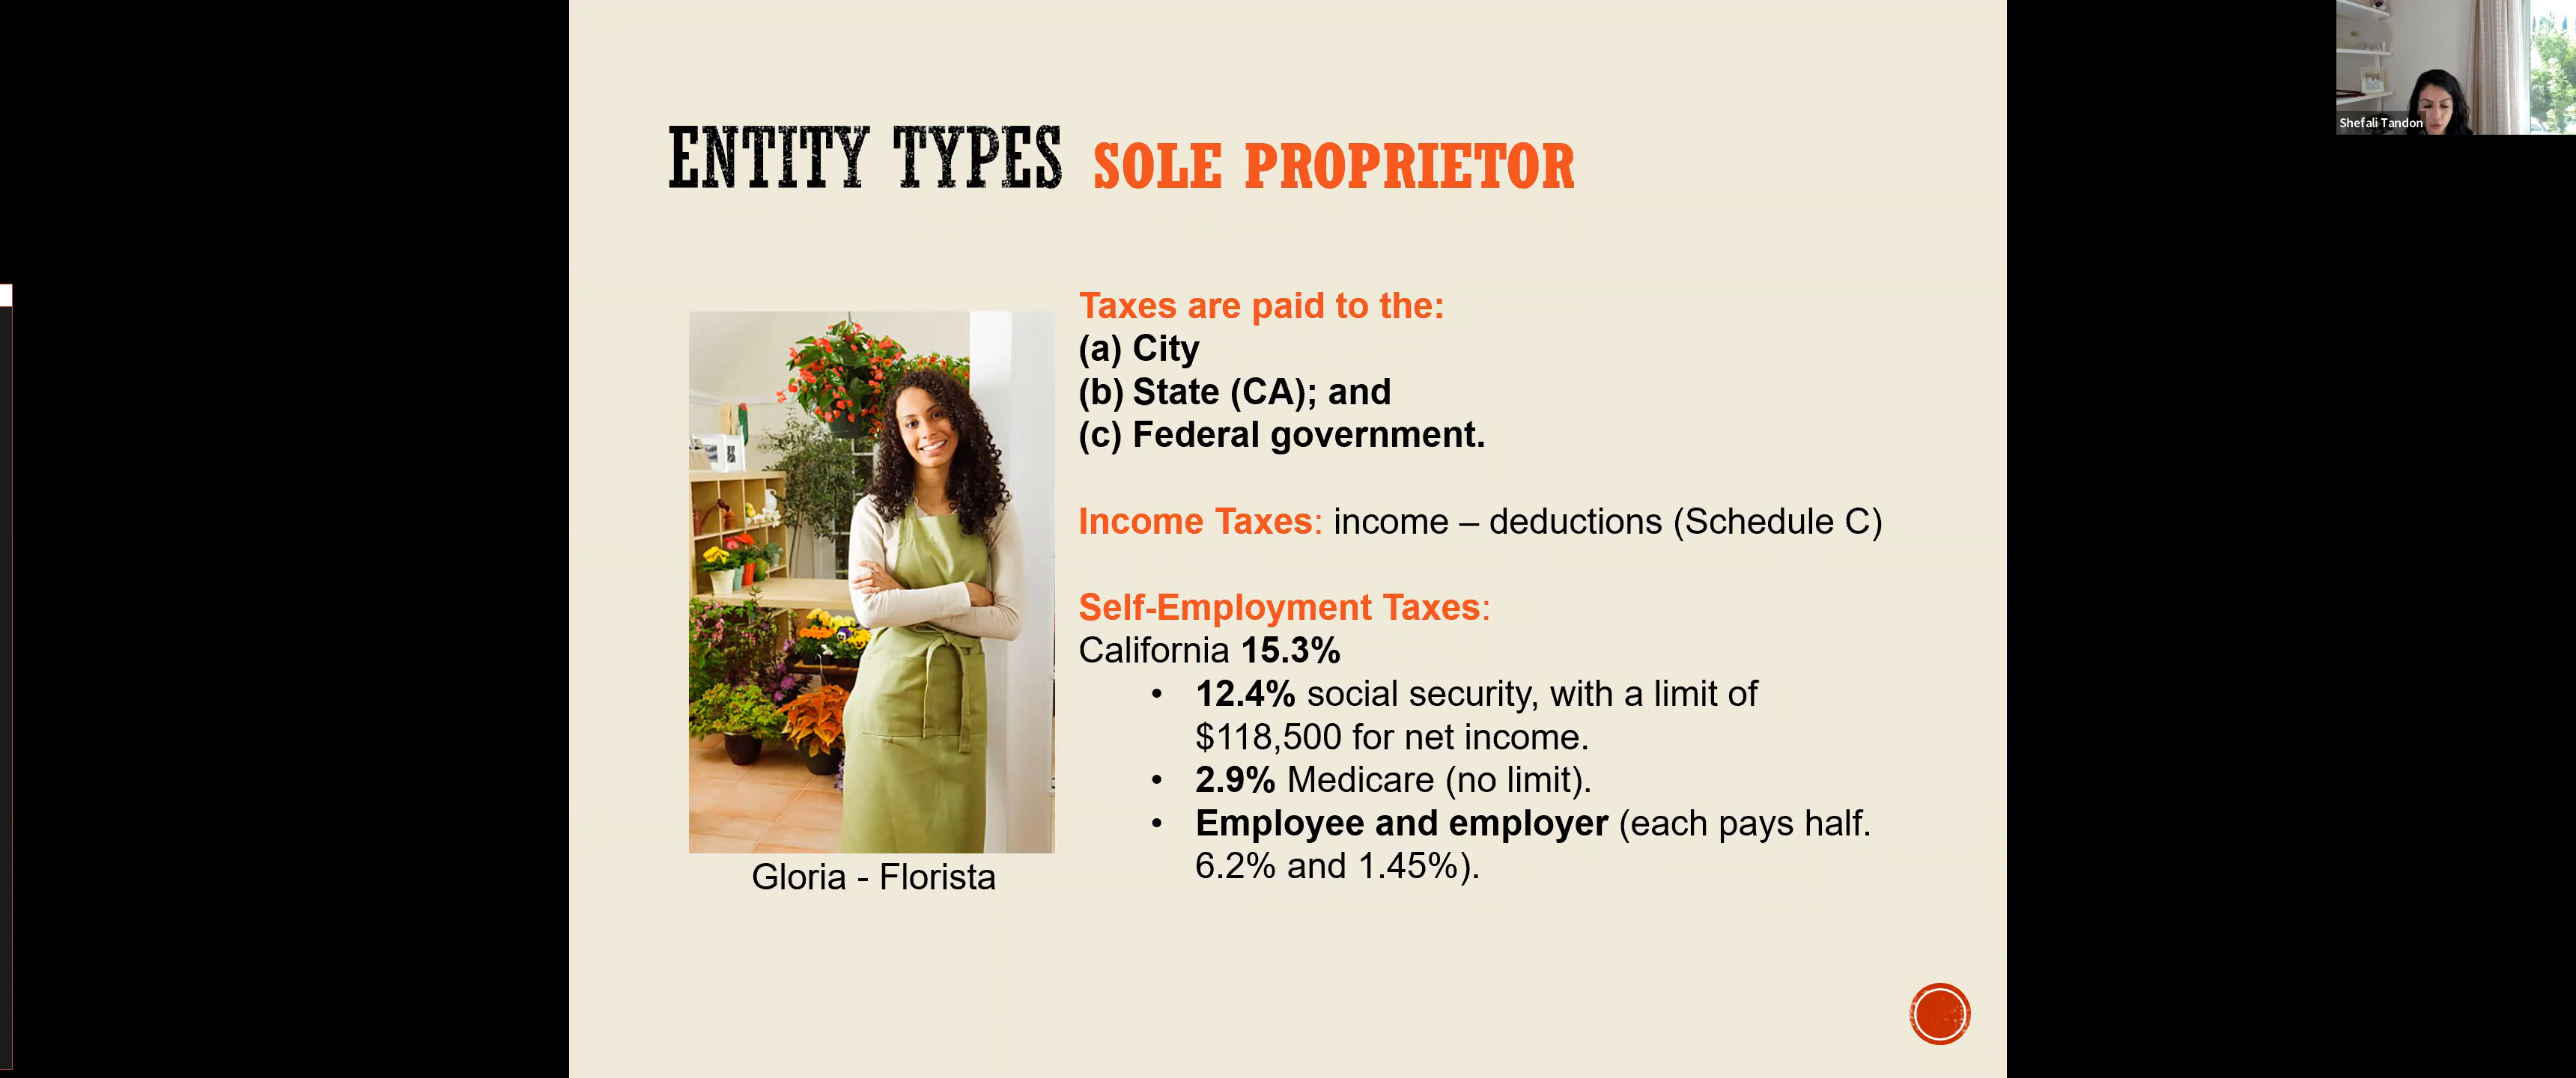 ENTITY TYPES SOLE PROPRIETOR
Shefali Tandon
Taxes are paid to the:
(a) City
(b) State (CA); and
(c) Federal government.
Income Taxes: income – deductions (Schedule C)
Self-Employment Taxes:
California 15.3%
• 12.4% social security, with a limit of
$118,500 for net income.
• 2.9% Medicare (no limit).
• Employee and employer (each pays half.
6.2% and 1.45%).
Gloria - Florista